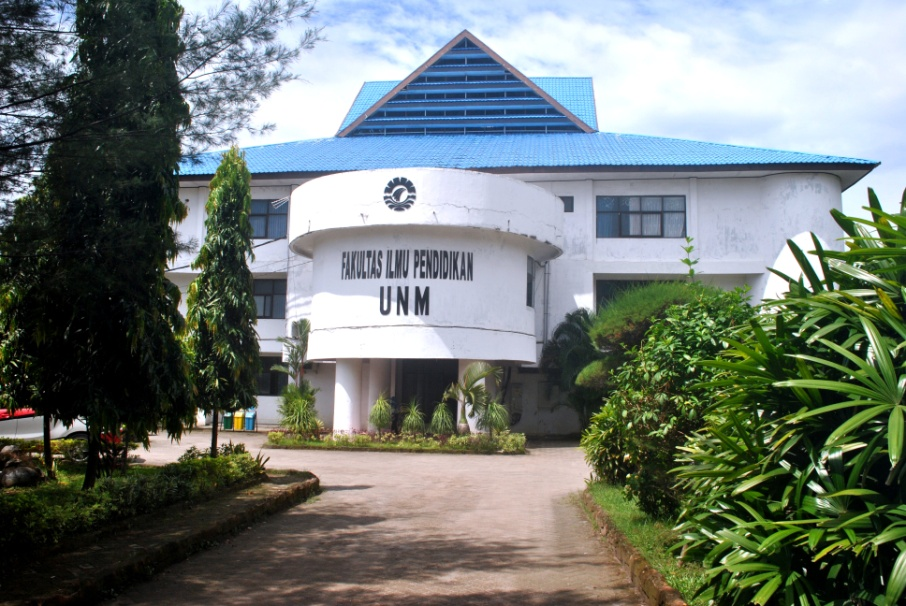 FAKULTAS ILMU PENDIDIKAN
UNM